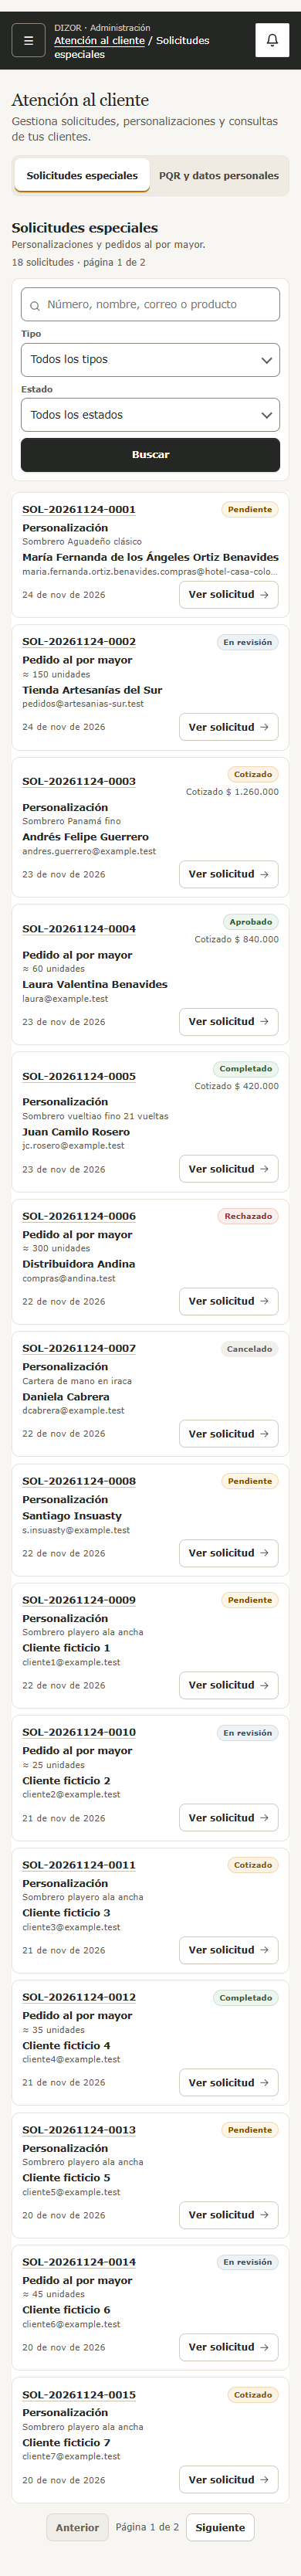 ☰
DIZOR · Administración
Atención al cliente / Solicitudes
especiales
Atención al cliente
Gestiona solicitudes, personalizaciones y consultas
de tus clientes.
Solicitudes especiales
PQR y datos personales
Solicitudes especiales
Personalizaciones y pedidos al por mayor.
18 solicitudes · página 1 de 2
Número, nombre, correo o producto
Tipo
Todos los tipos
Estado
Todos los estados
Buscar
SOL-20261124-0001 Pendiente
Personalización
Sombrero Aguadeño clásico
María Fernanda de los Ángeles Ortiz Benavides
maria.fernanda.ortiz.benavides.compras@hotel-casa-colo...
24 nov de 2026 Ver solicitud →
SOL-20261124-0002 En revisión
Pedido al por mayor
≈ 150 unidades
Tienda Artesanías del Sur
pedidos@artesanias-sur.test
24 nov de 2026 Ver solicitud →
SOL-20261124-0003 Cotizado
Cotizado $ 1.260.000
Personalización
Sombrero Panamá fino
Andrés Felipe Guerrero
andres.guerrero@example.test
23 nov de 2026 Ver solicitud →
SOL-20261124-0004 Aprobado
Cotizado $ 840.000
Pedido al por mayor
≈ 60 unidades
Laura Valentina Benavides
laura@example.test
23 nov de 2026 Ver solicitud →
SOL-20261124-0005 Completado
Cotizado $ 420.000
Personalización
Sombrero vueltiao fino 21 vueltas
Juan Camilo Rosero
jc.rosero@example.test
23 nov de 2026 Ver solicitud →
SOL-20261124-0006 Rechazado
Pedido al por mayor
≈ 300 unidades
Distribuidora Andina
compras@andina.test
22 nov de 2026 Ver solicitud →
SOL-20261124-0007 Cancelado
Personalización
Cartera de mano en iraca
Daniela Cabrera
dcabrera@example.test
22 nov de 2026 Ver solicitud →
SOL-20261124-0008 Pendiente
Personalización
Santiago Insuasty
s.insuasty@example.test
22 nov de 2026 Ver solicitud →
SOL-20261124-0009 Pendiente
Personalización
Sombrero playero ala ancha
Cliente ficticio 1
cliente1@example.test
22 nov de 2026 Ver solicitud →
SOL-20261124-0010 En revisión
Pedido al por mayor
≈ 25 unidades
Cliente ficticio 2
cliente2@example.test
21 nov de 2026 Ver solicitud →
SOL-20261124-0011 Cotizado
Personalización
Sombrero playero ala ancha
Cliente ficticio 3
cliente3@example.test
21 nov de 2026 Ver solicitud →
SOL-20261124-0012 Completado
Pedido al por mayor
≈ 35 unidades
Cliente ficticio 4
cliente4@example.test
21 nov de 2026 Ver solicitud →
SOL-20261124-0013 Pendiente
Personalización
Sombrero playero ala ancha
Cliente ficticio 5
cliente5@example.test
20 nov de 2026 Ver solicitud →
SOL-20261124-0014 En revisión
Pedido al por mayor
≈ 45 unidades
Cliente ficticio 6
cliente6@example.test
20 nov de 2026 Ver solicitud →
SOL-20261124-0015 Cotizado
Personalización
Sombrero playero ala ancha
Cliente ficticio 7
cliente7@example.test
20 nov de 2026 Ver solicitud →
Anterior Página 1 de 2 Siguiente